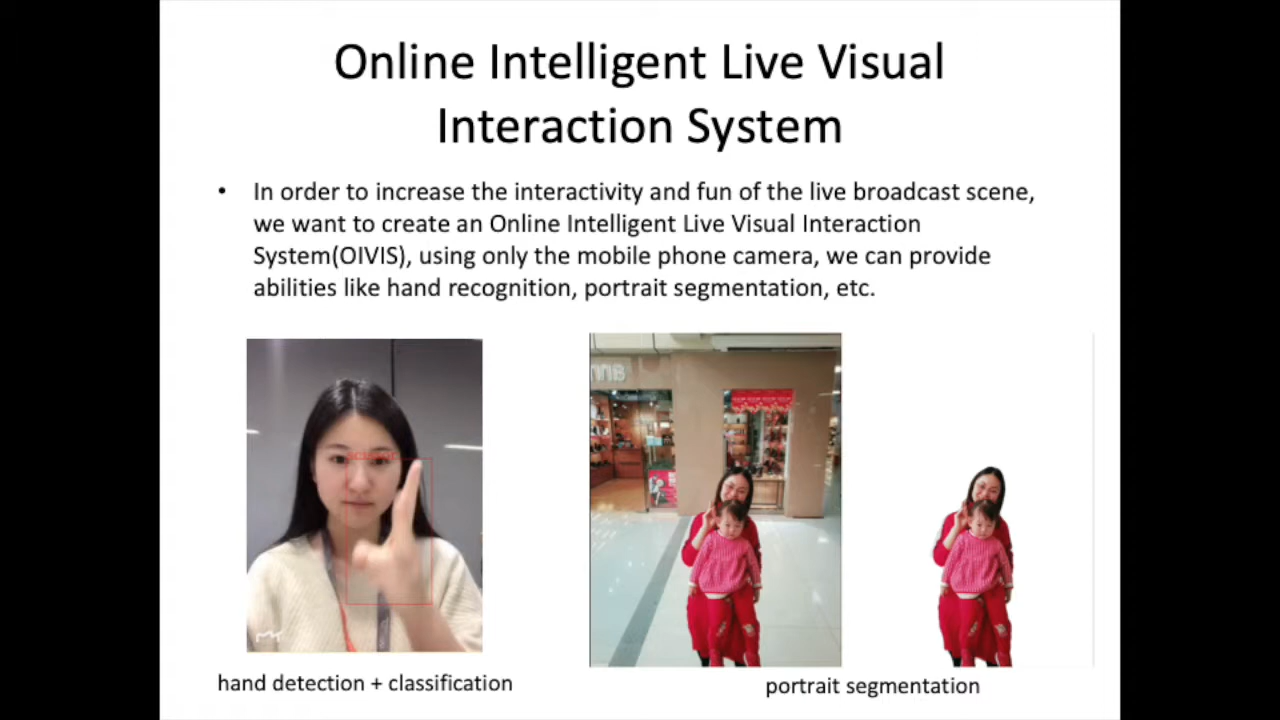 Online Intelligent Live Visual
Interaction System
• In order to increase the interactivity and fun of the live broadcast scene,
we want to create an Online Intelligent Live Visual Interaction
System(OIVIS), using only the mobile phone camera, we can provide
abilities like hand recognition, portrait segmentation, etc.
hand detection + classification
portrait segmentation